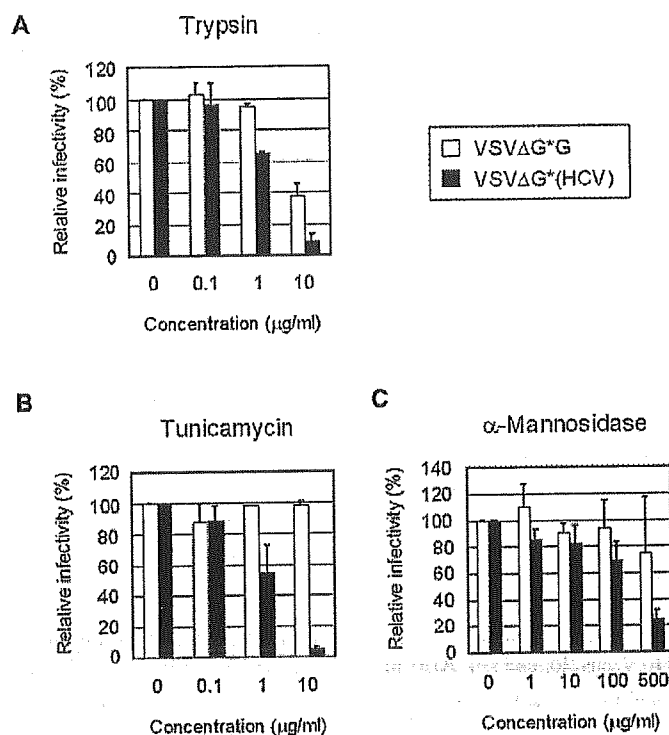 A
Trypsin
Relative infectivity (%)
120
100
80
60
40
20
0
0 0.1 1 10
Concentration (μg/ml)
VSVΔG*G
VSVΔG*(HCV)
B
Tunicamycin
Relative infectivity (%)
120
100
80
60
40
20
0
0 0.1 1 10
Concentration (μg/ml)
C
α-Mannosidase
Relative infectivity (%)
140
120
100
80
60
40
20
0
0 1 10 100 500
Concentration (μg/ml)